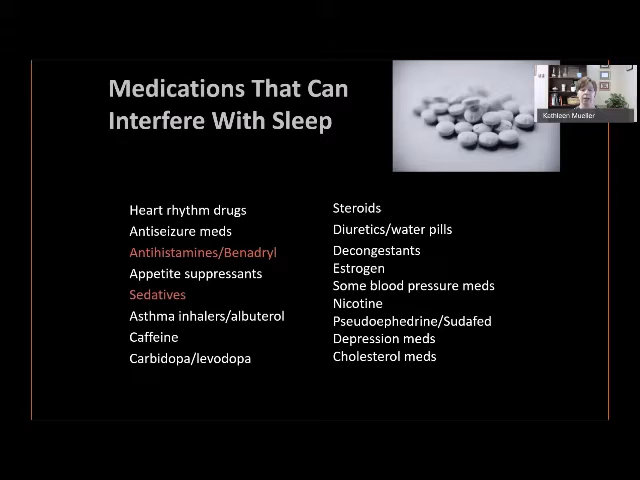 Medications That Can
Interfere With Sleep
Kathleen Mueller
Heart rhythm drugs
Antiseizure meds
Antihistamines/Benadryl
Appetite suppressants
Sedatives
Asthma inhalers/albuterol
Caffeine
Carbidopa/levodopa
Steroids
Diuretics/water pills
Decongestants
Estrogen
Some blood pressure meds
Nicotine
Pseudoephedrine/Sudafed
Depression meds
Cholesterol meds